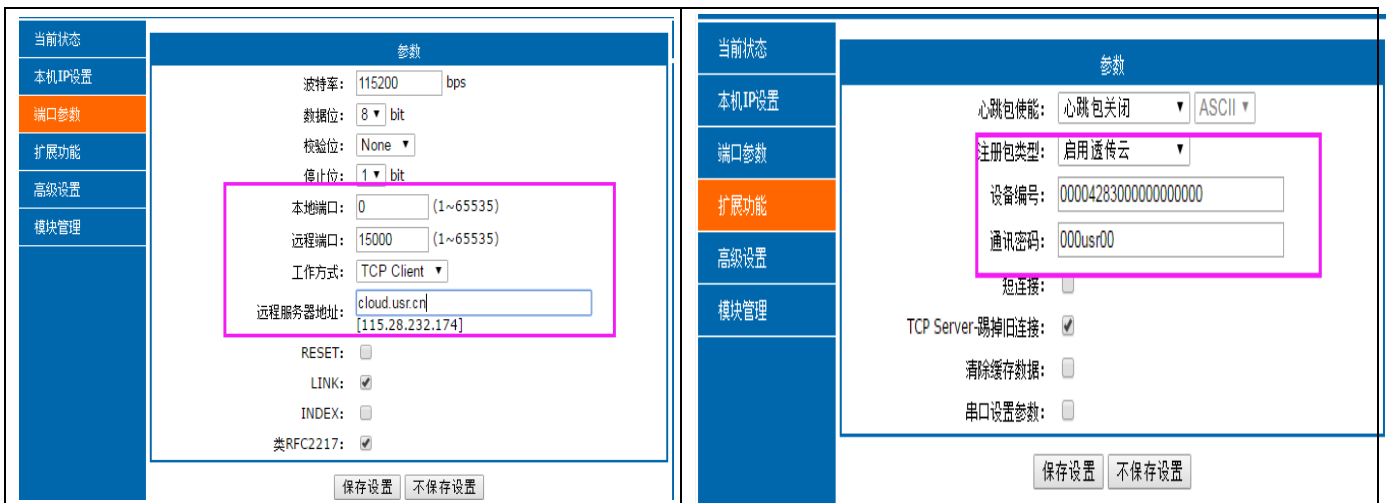 当前状态
本机IP设置
端口参数
扩展功能
高级设置
模块管理
参数
波特率: 115200 bps
数据位: 8 bit
校验位: None
停止位: 1 bit
本地端口: 0 (1~65535)
远程端口: 15000 (1~65535)
工作方式: TCP Client
远程服务器地址: cloud.usr.cn
[115.28.232.174]
RESET:
LINK:
INDEX:
类RFC2217:
保存设置 不保存设置
当前状态
本机IP设置
端口参数
扩展功能
高级设置
模块管理
参数
心跳包使能: 心跳包关闭 ASCII
注册包类型: 启用透传云
设备编号: 00004283000000000000
通讯密码: 000usr00
短连接:
TCP Server-踢掉旧连接:
清除缓存数据:
串口设置参数:
保存设置 不保存设置